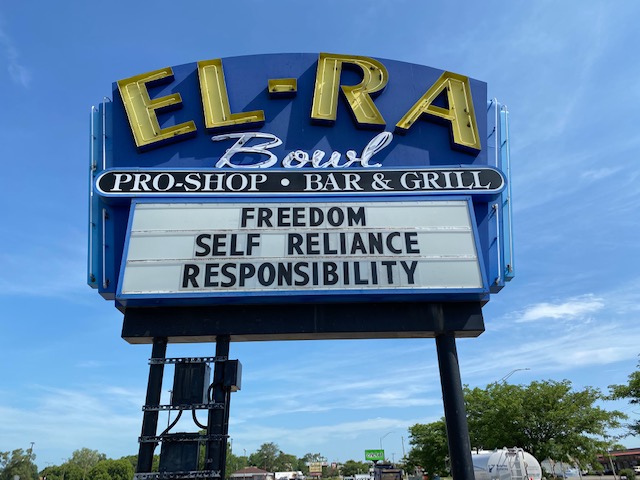 EL-RA
Bowl
PRO-SHOP • BAR & GRILL
FREEDOM
SELF RELIANCE
RESPONSIBILITY